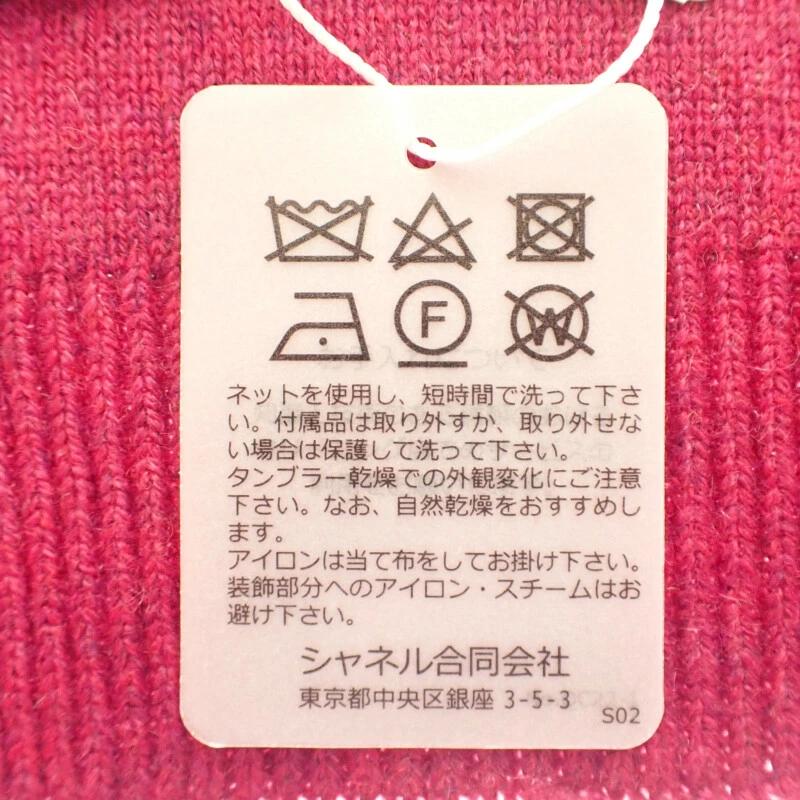 F W
ネットを使用し、短時間で洗って下さ
い。付属品は取り外すか、取り外せな
い場合は保護して洗って下さい。
タンブラー乾燥での外観変化にご注意
下さい。なお、自然乾燥をおすすめし
ます。
アイロンは当て布をしてお掛け下さい。
装飾部分へのアイロン・スチームはお
避け下さい。
シャネル合同会社
東京都中央区銀座 3-5-3
S02